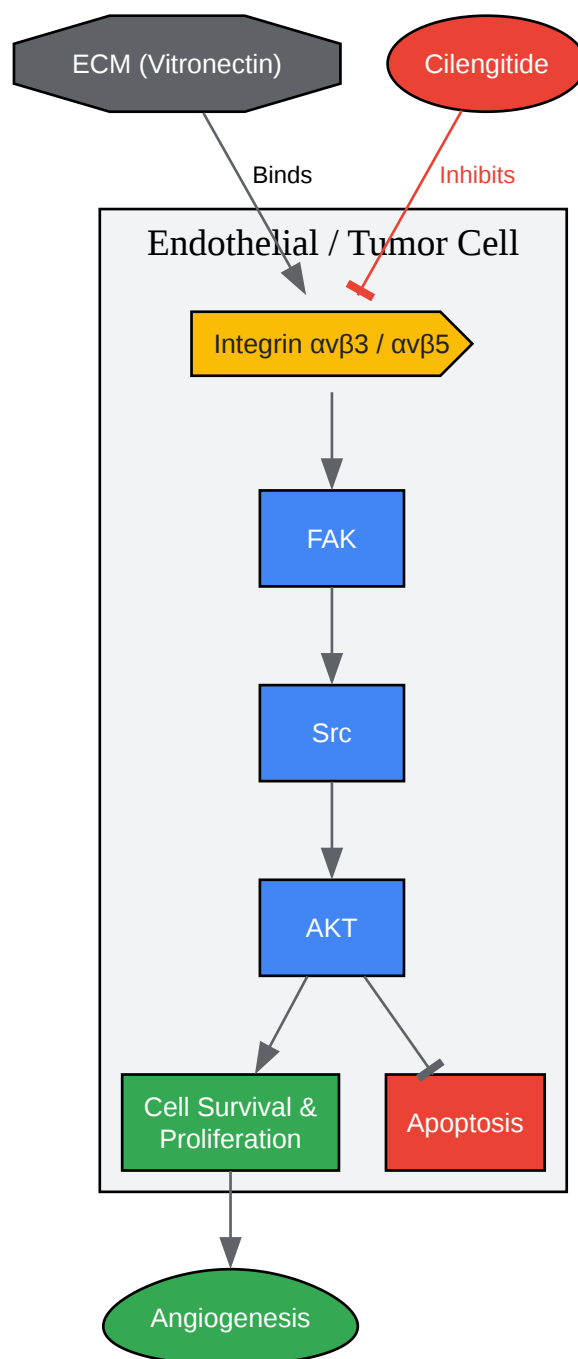 ECM (Vitronectin)
Cilengitide
Binds
Inhibits
Endothelial / Tumor Cell
Integrin αvβ3 / αvβ5
FAK
Src
AKT
Cell Survival &
Proliferation
Apoptosis
Angiogenesis